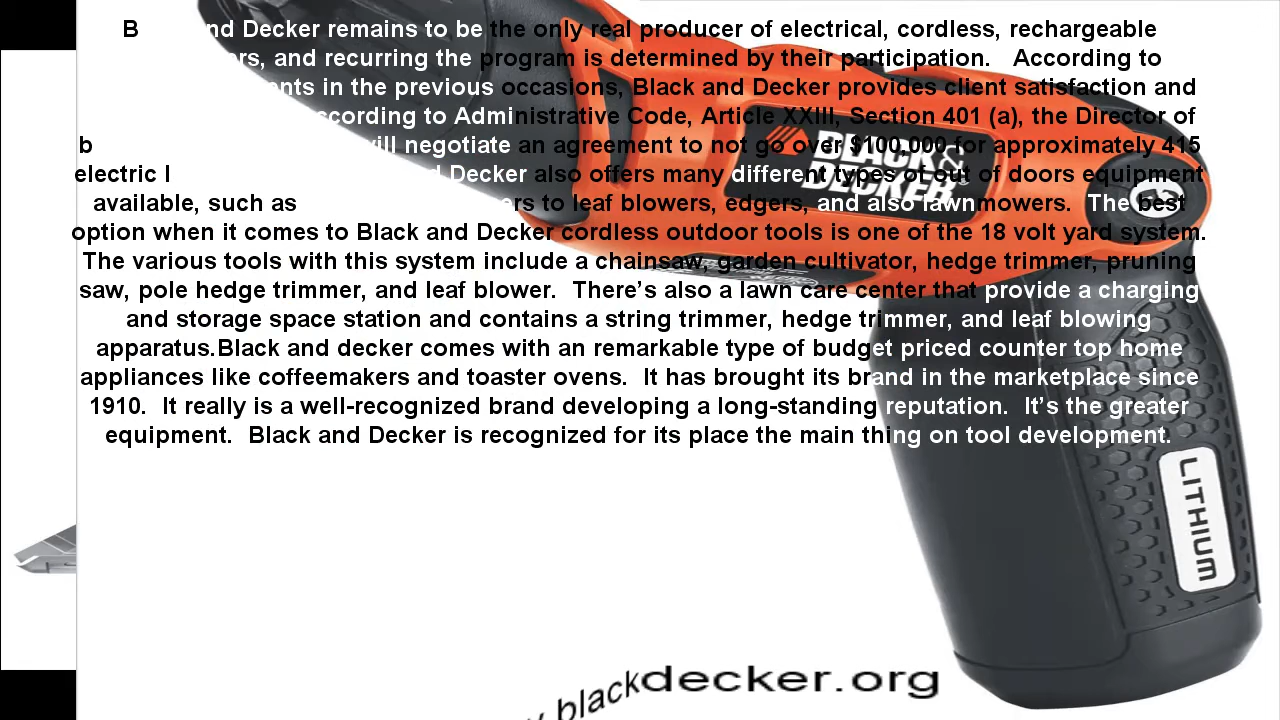 B nd Decker remains to be the only real producer of electrical, cordless, rechargeable
rs, and recurring the program is determined by their participation. According to
nts in the previous occasions, Black and Decker provides client satisfaction and
ccording to Administrative Code, Article XXIII, Section 401 (a), the Director of
b will negotiate an agreement to not go over $100,000 for approximately 415
electric l Decker also offers many different types of out of doors equipment
available, such as rs to leaf blowers, edgers, and also lawnmowers. The best
option when it comes to Black and Decker cordless outdoor tools is one of the 18 volt yard system.
The various tools with this system include a chainsaw, garden cultivator, hedge trimmer, pruning
saw, pole hedge trimmer, and leaf blower. There's also a lawn care center that provide a charging
and storage space station and contains a string trimmer, hedge trimmer, and leaf blowing
apparatus.Black and decker comes with an remarkable type of budget priced counter top home
appliances like coffeemakers and toaster ovens. It has brought its brand in the marketplace since
1910. It really is a well-recognized brand developing a long-standing reputation. It's the greater
equipment. Black and Decker is recognized for its place the main thing on tool development.
BLACK&
DECKER
LITHIUM
blackdecker.org